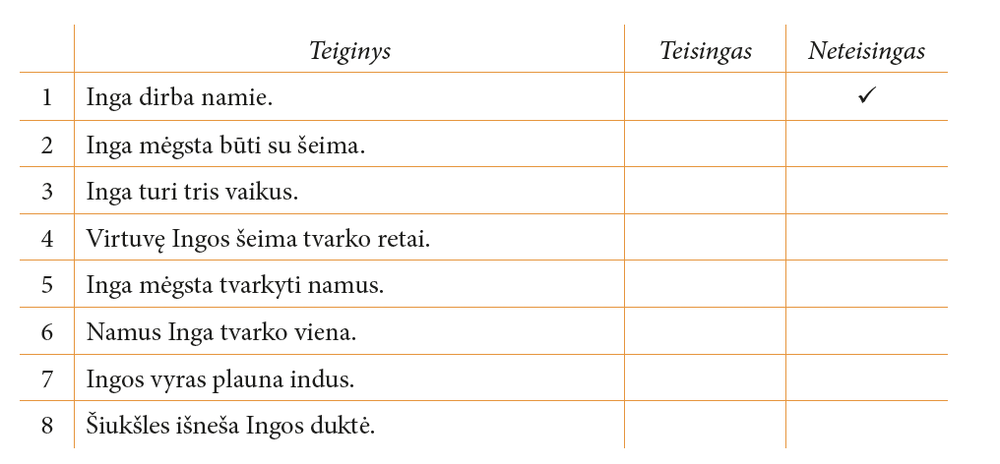 Teiginys Teisingas Neteisingas
1 Inga dirba namie. ✓
2 Inga mėgsta būti su šeima.
3 Inga turi tris vaikus.
4 Virtuvę Ingos šeima tvarko retai.
5 Inga mėgsta tvarkyti namus.
6 Namus Inga tvarko viena.
7 Ingos vyras plauna indus.
8 Šiukšles išneša Ingos duktė.